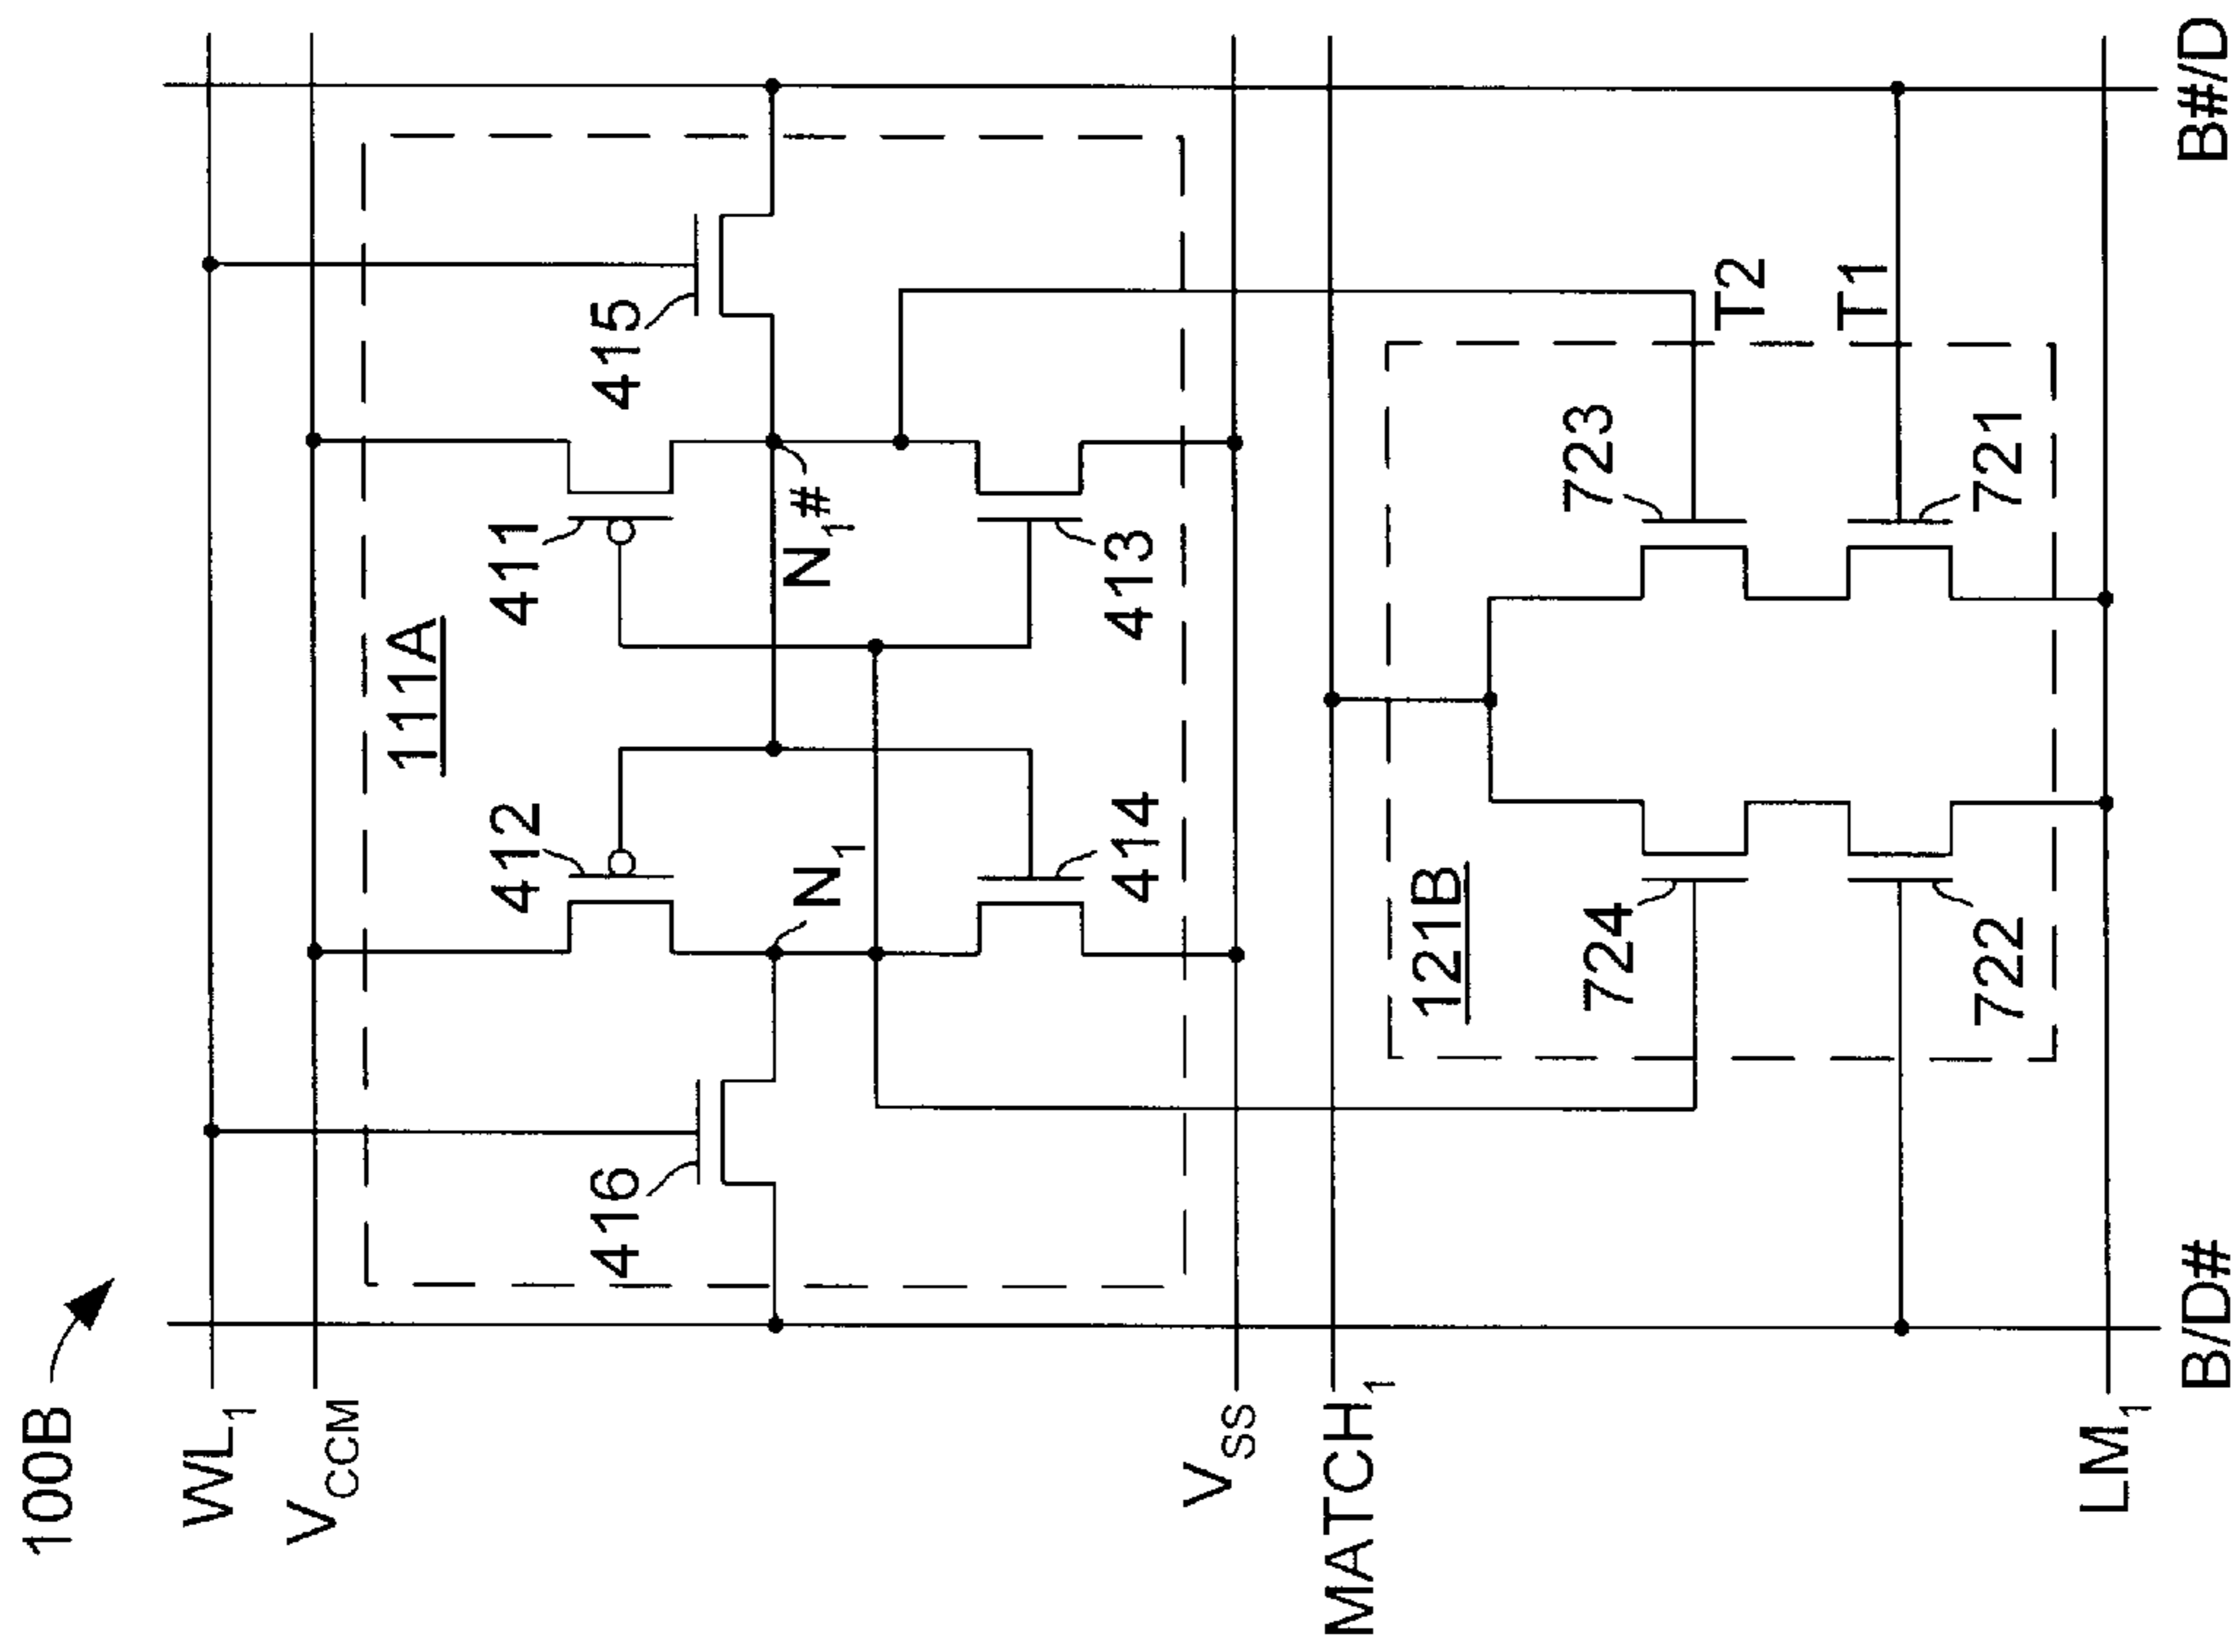 100B
WL1
VCCM
111A
416
412
411
415
N1
N1#
414
413
VSS
MATCH1
121B
724
723
T2
722
721
T1
LM1
B/D#
B#/D